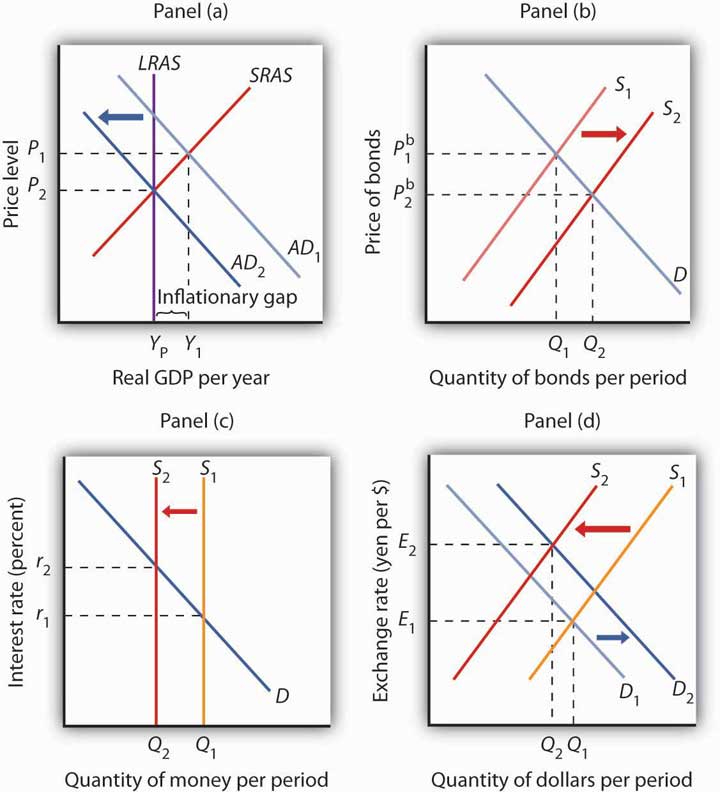 Panel (a)
Price level
LRAS
SRAS
P1
P2
AD1
AD2
Inflationary gap
YP
Y1
Real GDP per year
Panel (b)
Price of bonds
S1
S2
P1b
P2b
D
Q1
Q2
Quantity of bonds per period
Panel (c)
Interest rate (percent)
S2
S1
r2
r1
D
Q2
Q1
Quantity of money per period
Panel (d)
Exchange rate (yen per $)
S2
S1
E2
E1
D1
D2
Q2
Q1
Quantity of dollars per period